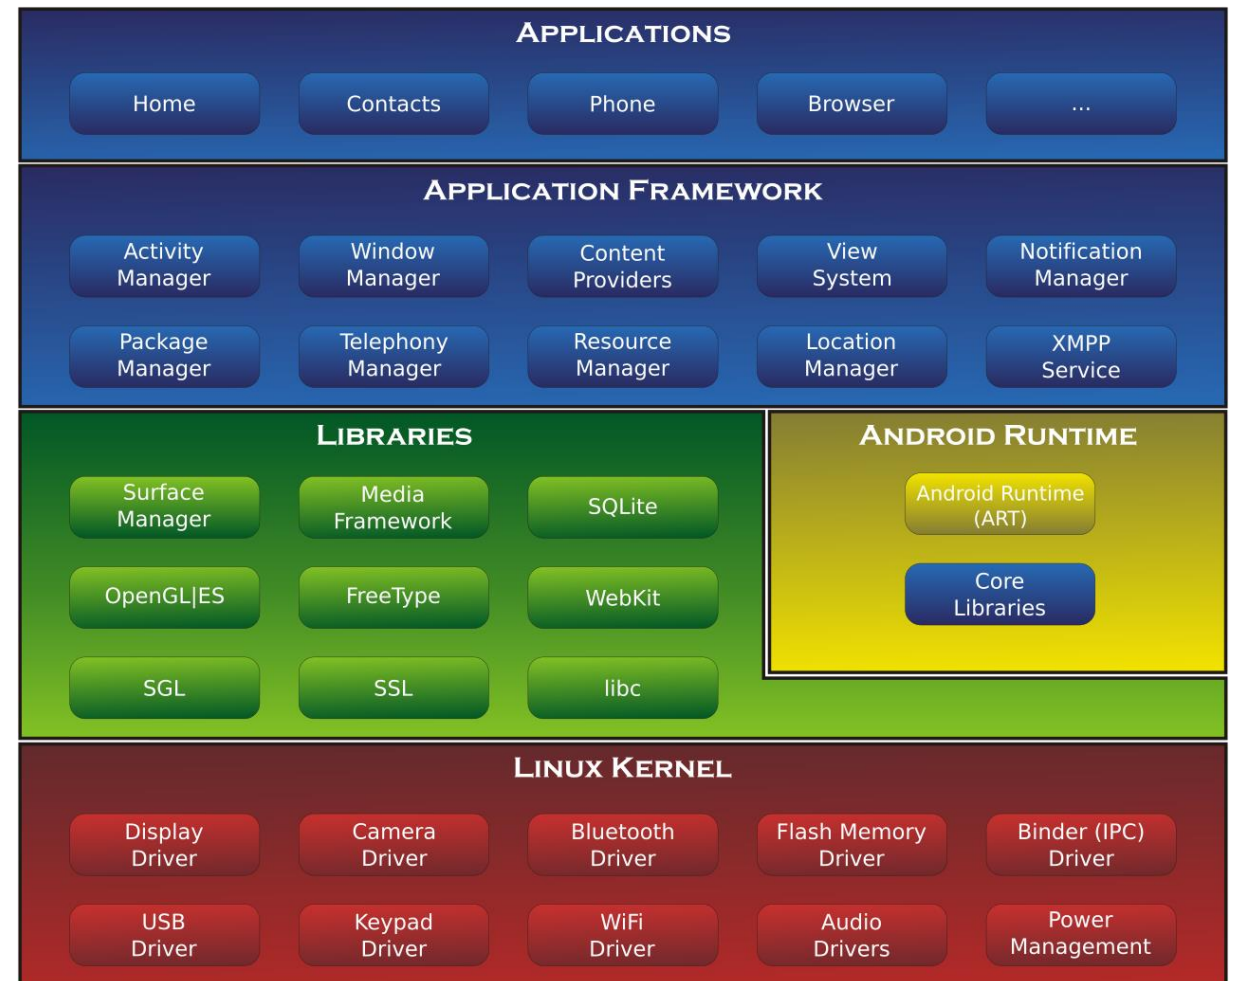 APPLICATIONS
Home
Contacts
Phone
Browser
...
APPLICATION FRAMEWORK
Activity
Manager
Window
Manager
Content
Providers
View
System
Notification
Manager
Package
Manager
Telephony
Manager
Resource
Manager
Location
Manager
XMPP
Service
LIBRARIES
Surface
Manager
Media
Framework
SQLite
OpenGL|ES
FreeType
WebKit
SGL
SSL
libc
ANDROID RUNTIME
Android Runtime
(ART)
Core
Libraries
LINUX KERNEL
Display
Driver
Camera
Driver
Bluetooth
Driver
Flash Memory
Driver
Binder (IPC)
Driver
USB
Driver
Keypad
Driver
WiFi
Driver
Audio
Drivers
Power
Management